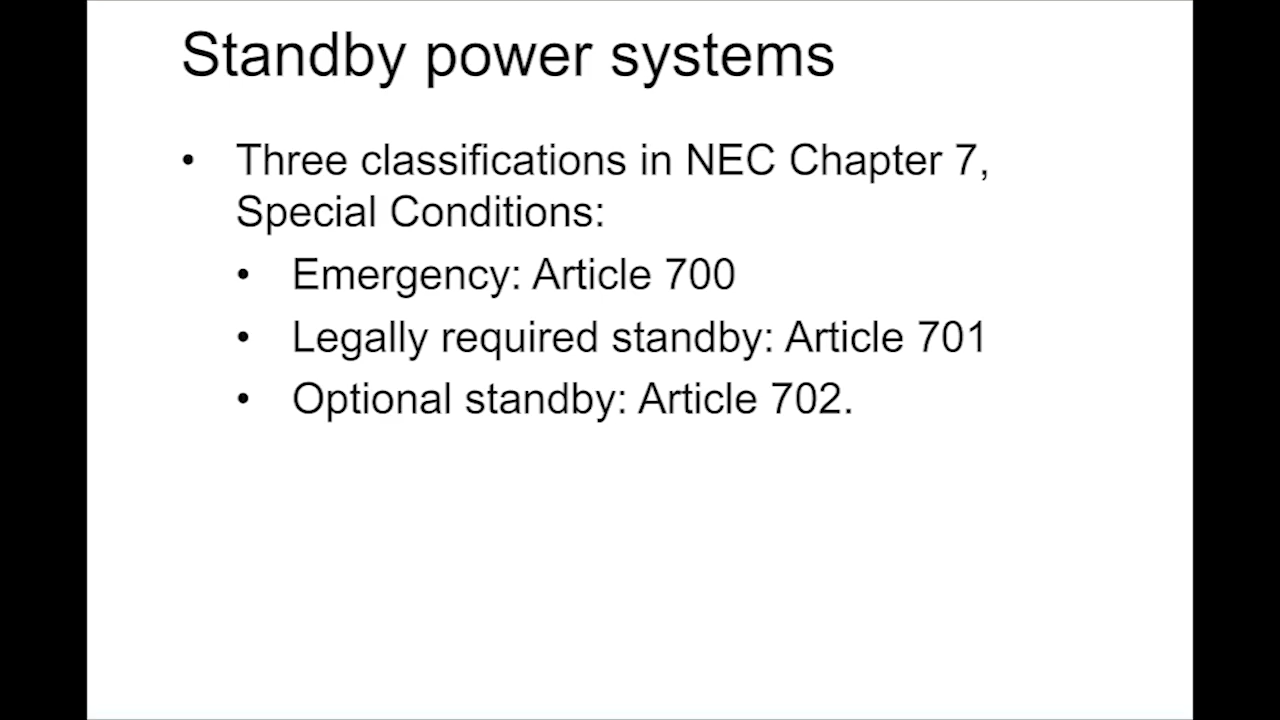 Standby power systems
• Three classifications in NEC Chapter 7,
Special Conditions:
• Emergency: Article 700
• Legally required standby: Article 701
• Optional standby: Article 702.